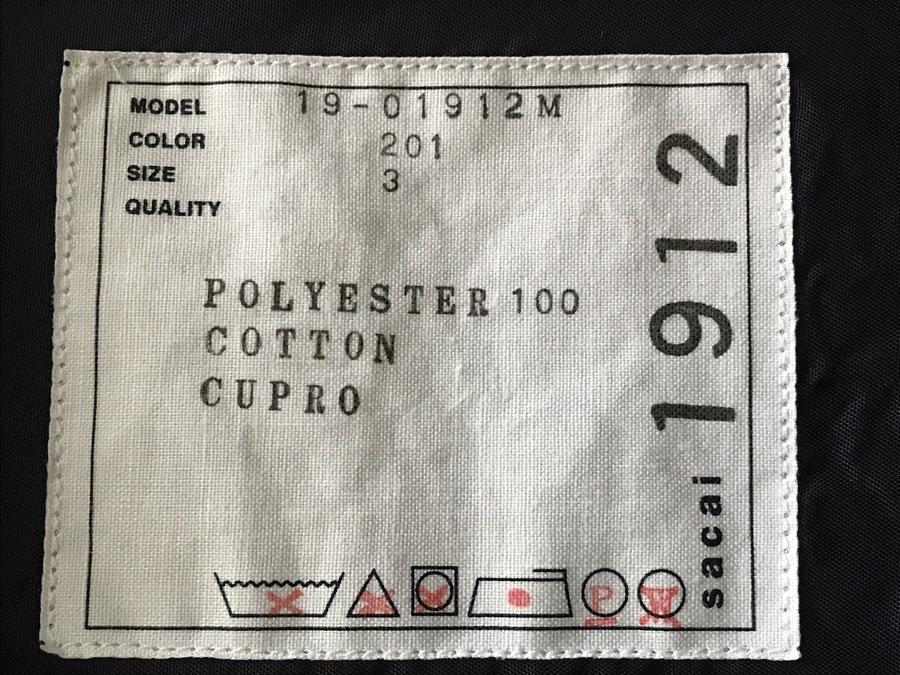 MODEL 19-01912M
COLOR 201
SIZE 3
QUALITY
POLYESTER 100
COTTON
CUPRO
P W
sacai 1912